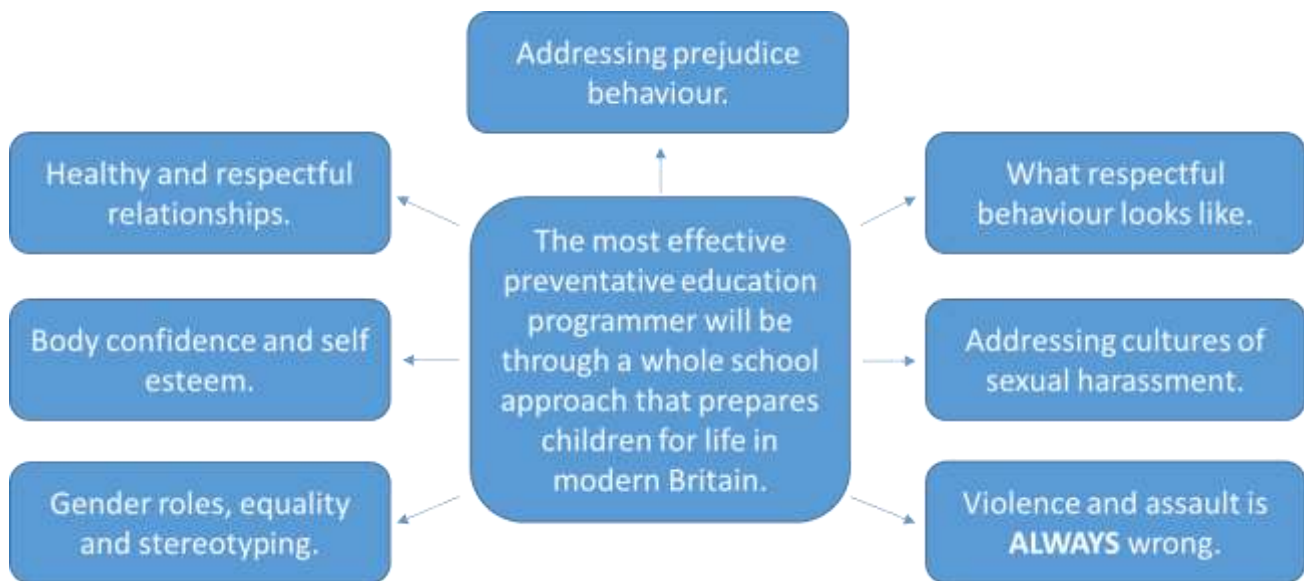 Addressing prejudice
behaviour.
Healthy and respectful
relationships.
What respectful
behaviour looks like.
The most effective
preventative education
programmer will be
through a whole school
approach that prepares
children for life in
modern Britain.
Body confidence and self
esteem.
Addressing cultures of
sexual harassment.
Gender roles, equality
and stereotyping.
Violence and assault is
ALWAYS wrong.